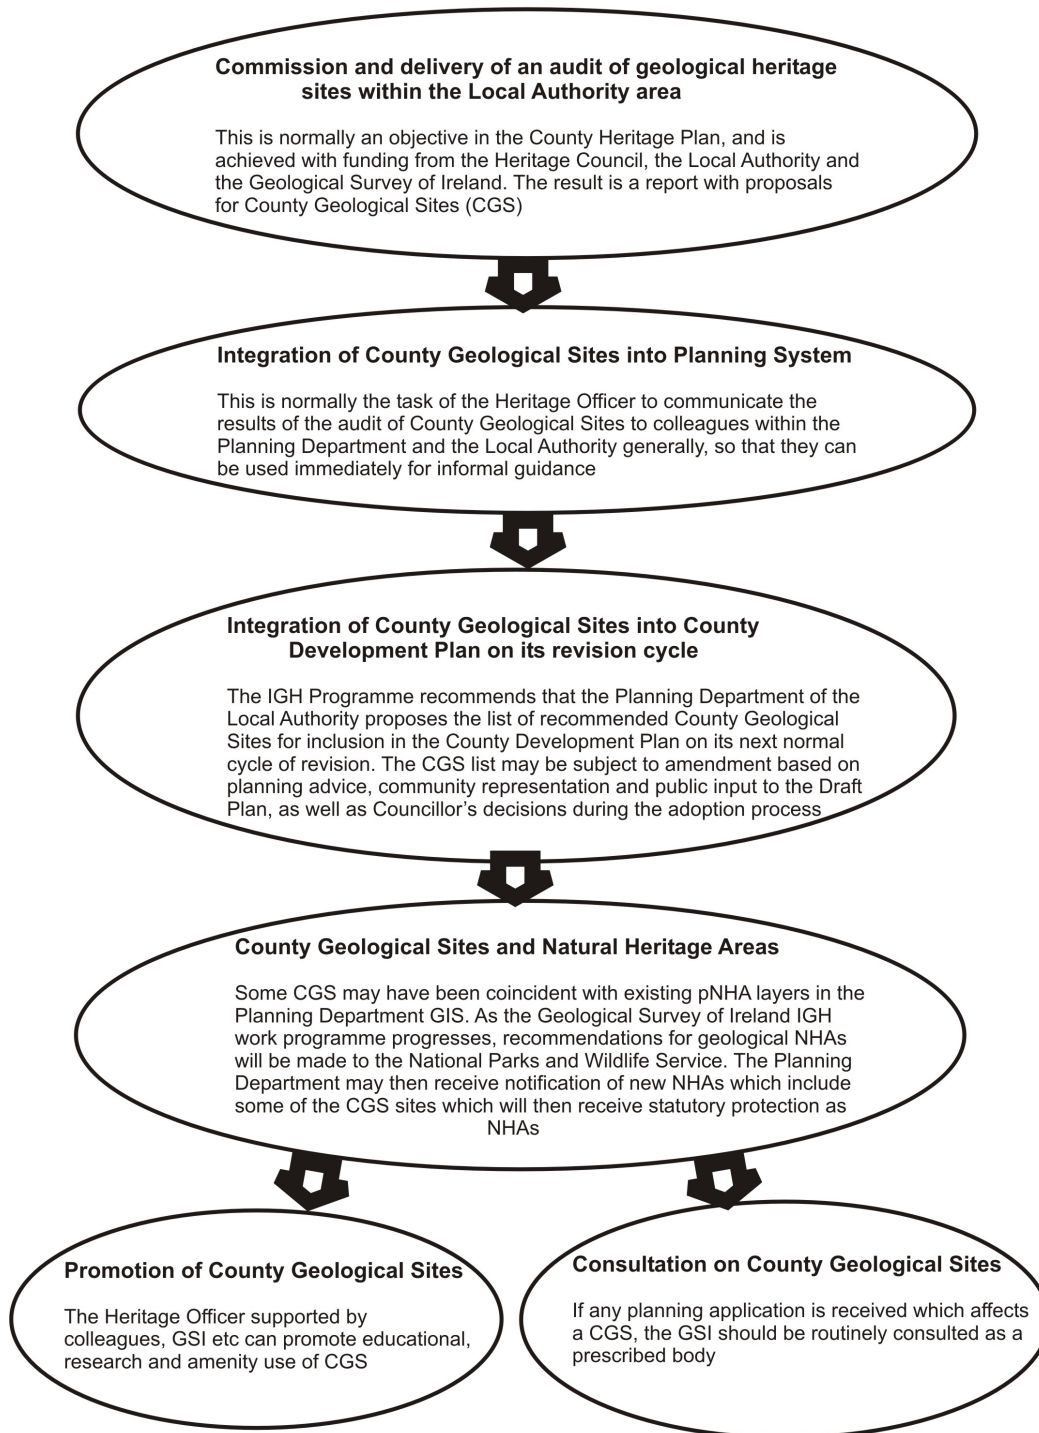 Commission and delivery of an audit of geological heritage
sites within the Local Authority area
This is normally an objective in the County Heritage Plan, and is
achieved with funding from the Heritage Council, the Local Authority and
the Geological Survey of Ireland. The result is a report with proposals
for County Geological Sites (CGS)
Integration of County Geological Sites into Planning System
This is normally the task of the Heritage Officer to communicate the
results of the audit of County Geological Sites to colleagues within the
Planning Department and the Local Authority generally, so that they can
be used immediately for informal guidance
Integration of County Geological Sites into County
Development Plan on its revision cycle
The IGH Programme recommends that the Planning Department of the
Local Authority proposes the list of recommended County Geological
Sites for inclusion in the County Development Plan on its next normal
cycle of revision. The CGS list may be subject to amendment based on
planning advice, community representation and public input to the Draft
Plan, as well as Councillor’s decisions during the adoption process
County Geological Sites and Natural Heritage Areas
Some CGS may have been coincident with existing pNHA layers in the
Planning Department GIS. As the Geological Survey of Ireland IGH
work programme progresses, recommendations for geological NHAs
will be made to the National Parks and Wildlife Service. The Planning
Department may then receive notification of new NHAs which include
some of the CGS sites which will then receive statutory protection as
NHAs
Promotion of County Geological Sites
The Heritage Officer supported by
colleagues, GSI etc can promote educational,
research and amenity use of CGS
Consultation on County Geological Sites
If any planning application is received which affects
a CGS, the GSI should be routinely consulted as a
prescribed body